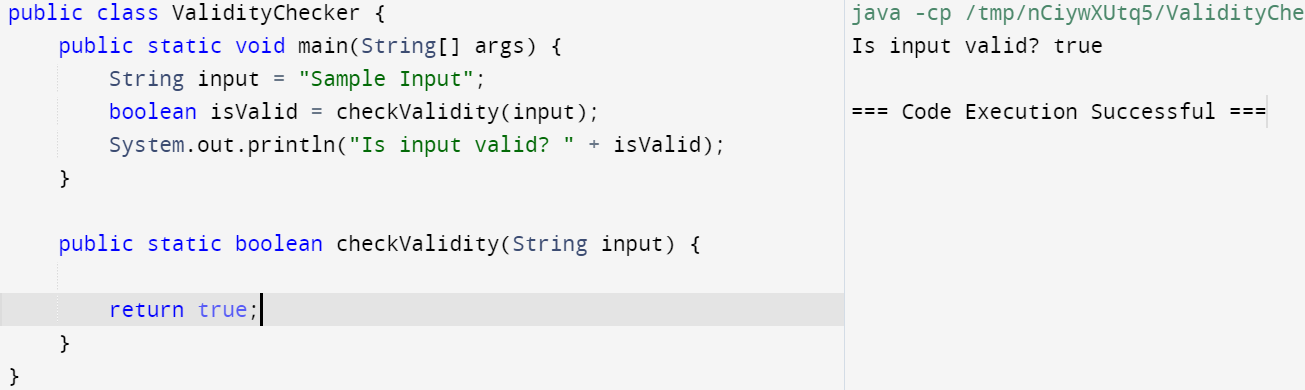 public class ValidityChecker {
    public static void main(String[] args) {
        String input = "Sample Input";
        boolean isValid = checkValidity(input);
        System.out.println("Is input valid? " + isValid);
    }
    public static boolean checkValidity(String input) {
        return true;
    }
}
java -cp /tmp/nCiywXUtq5/ValidityChe
Is input valid? true
=== Code Execution Successful ===